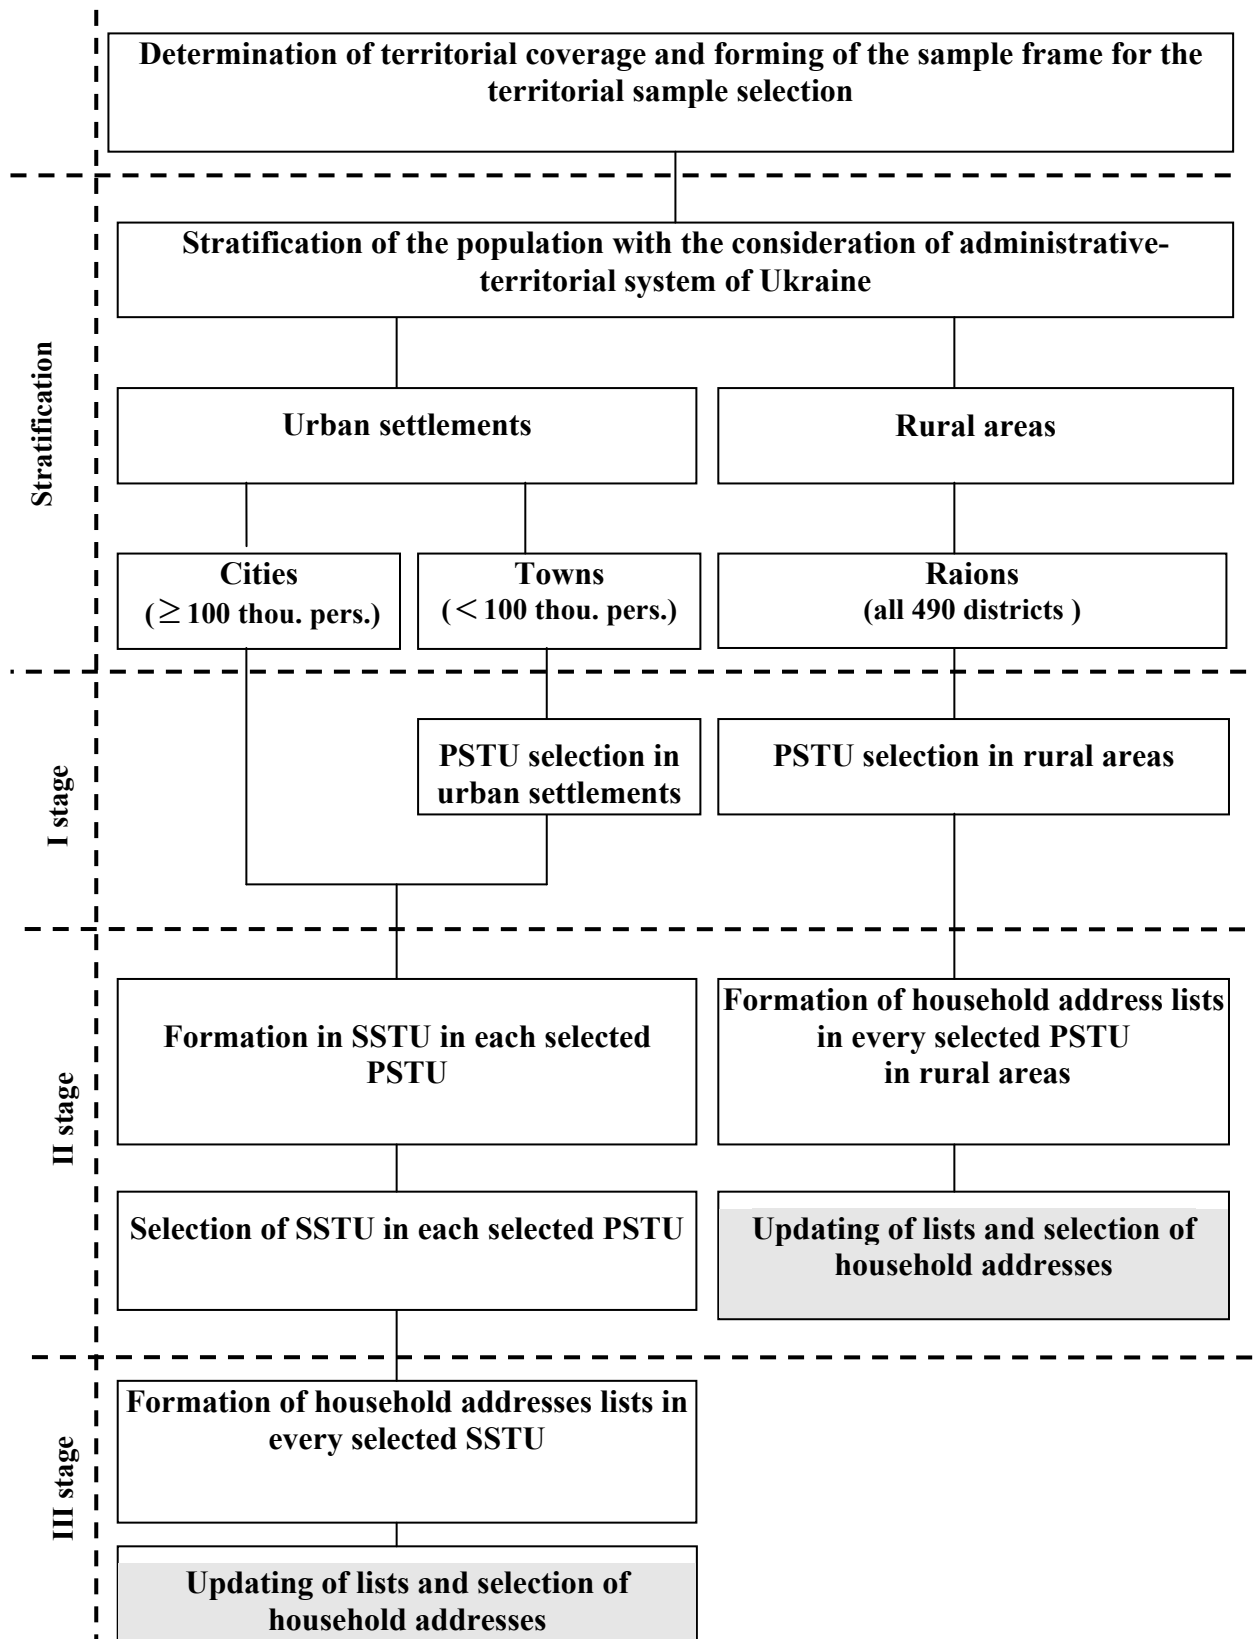 Determination of territorial coverage and forming of the sample frame for the
territorial sample selection
Stratification
Stratification of the population with the consideration of administrative-
territorial system of Ukraine
Urban settlements
Rural areas
Cities
(≥ 100 thou. pers.)
Towns
(< 100 thou. pers.)
Raions
(all 490 districts )
I stage
PSTU selection in
urban settlements
PSTU selection in rural areas
II stage
Formation in SSTU in each selected
PSTU
Formation of household address lists
in every selected PSTU
in rural areas
Selection of SSTU in each selected PSTU
Updating of lists and selection of
household addresses
III stage
Formation of household addresses lists in
every selected SSTU
Updating of lists and selection of
household addresses